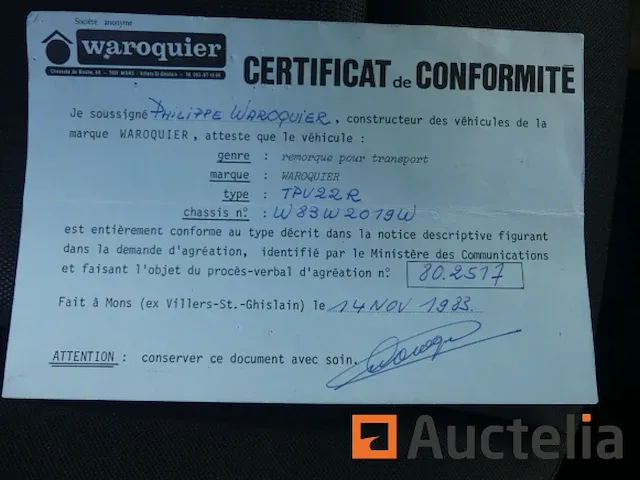 Société anonyme
waroquier
CERTIFICAT de CONFORMITÉ
Je soussigné PHILIPPE WAROQUIER, constructeur des véhicules de la
marque WAROQUIER, atteste que le véhicule :
genre : remorque pour transport
marque : WAROQUIER
type : TPV22R
chassis n° : W83W2019W
est entièrement conforme au type décrit dans la notice descriptive figurant
dans la demande d'agréation, identifié par le Ministère des Communications
et faisant l'objet du procès-verbal d'agréation n° 80.2517
Fait à Mons (ex Villers-St.-Ghislain) le 14 NOV 1983.
ATTENTION : conserver ce document avec soin.
Auctelia